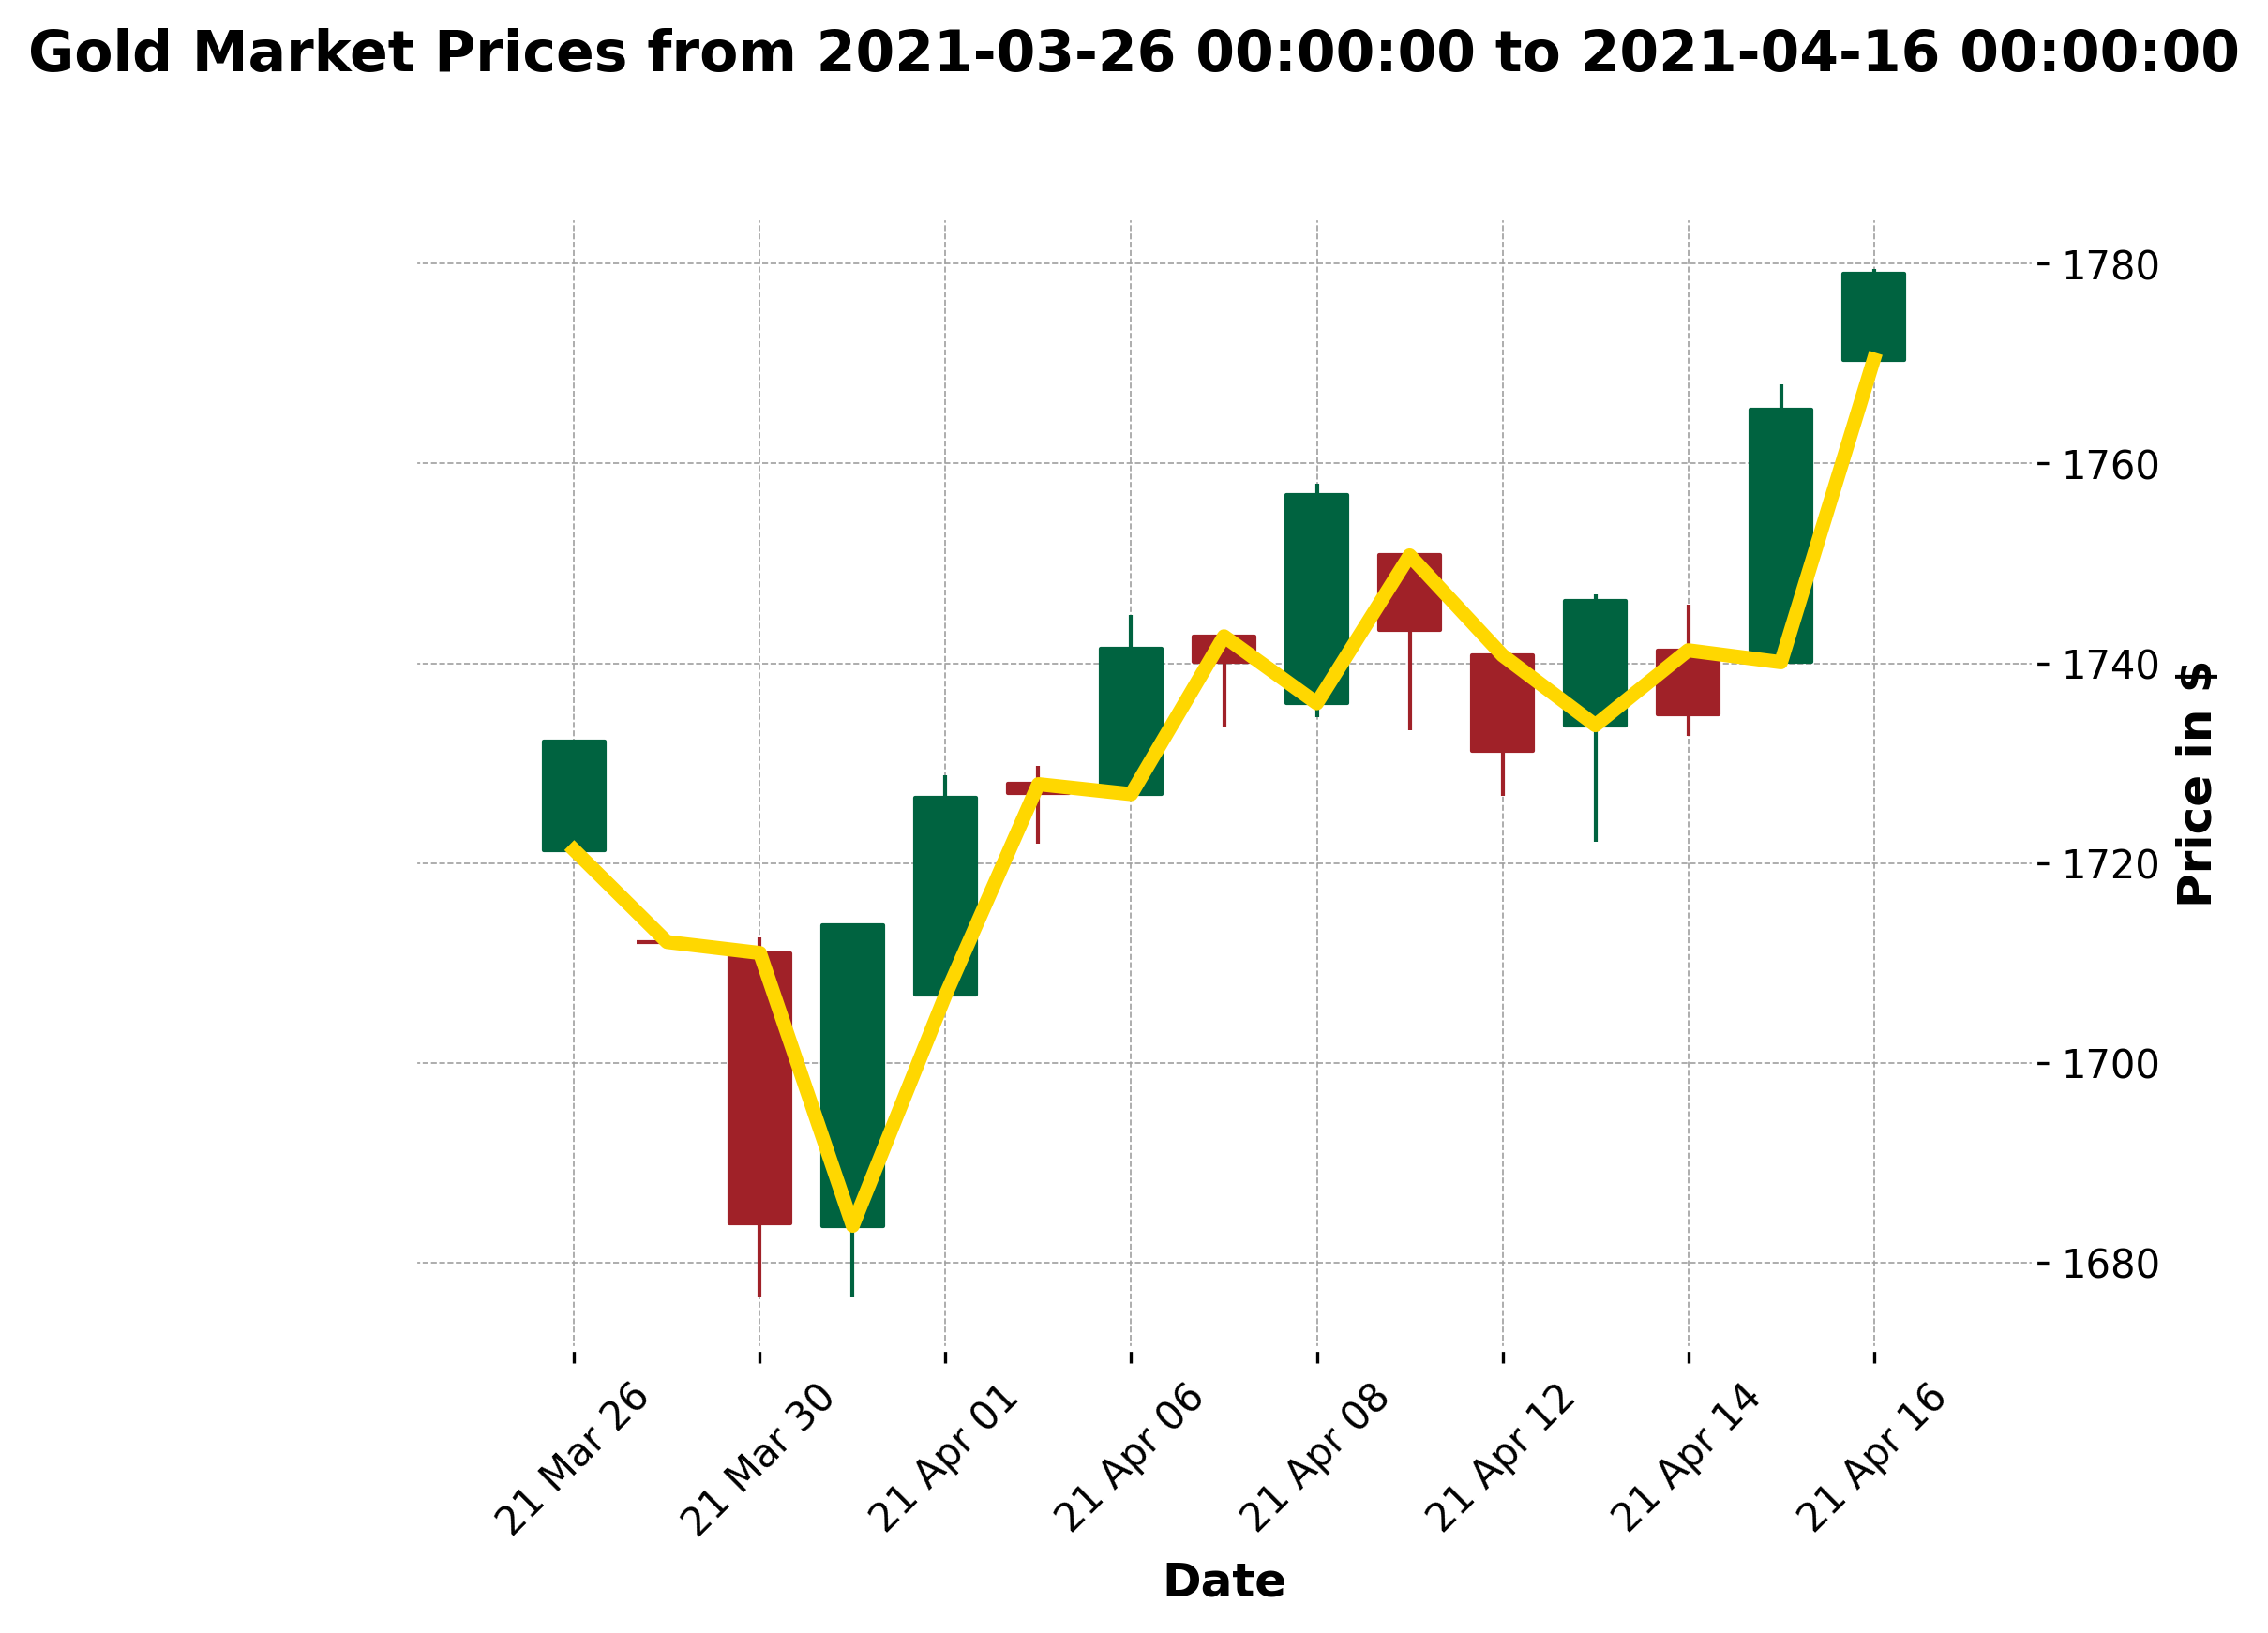 Gold Market Prices from 2021-03-26 00:00:00 to 2021-04-16 00:00:00
1780
1760
1740
1720
1700
1680
Price in $
21 Mar 26
21 Mar 30
21 Apr 01
21 Apr 06
21 Apr 08
21 Apr 12
21 Apr 14
21 Apr 16
Date